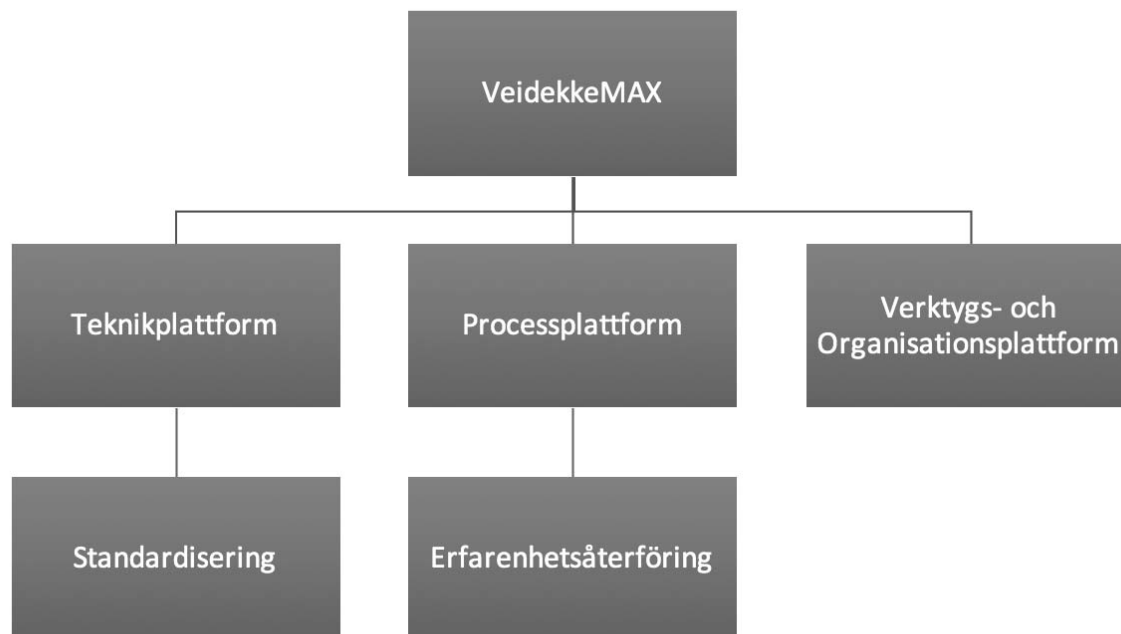 VeidekkeMAX
Teknikplattform
Processplattform
Verktygs- och
Organisationsplattform
Standardisering
Erfarenhetsåterföring